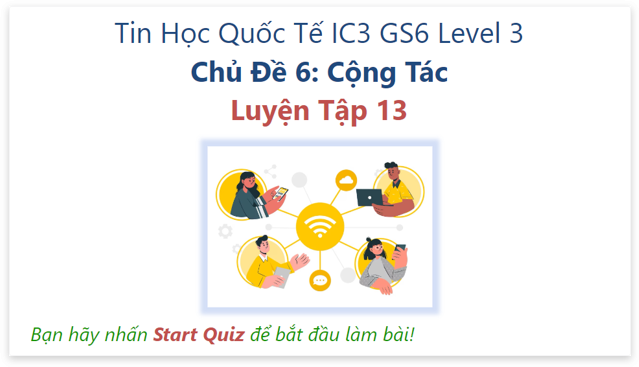 Tin Học Quốc Tế IC3 GS6 Level 3
Chủ Đề 6: Cộng Tác
Luyện Tập 13
Bạn hãy nhấn Start Quiz để bắt đầu làm bài!